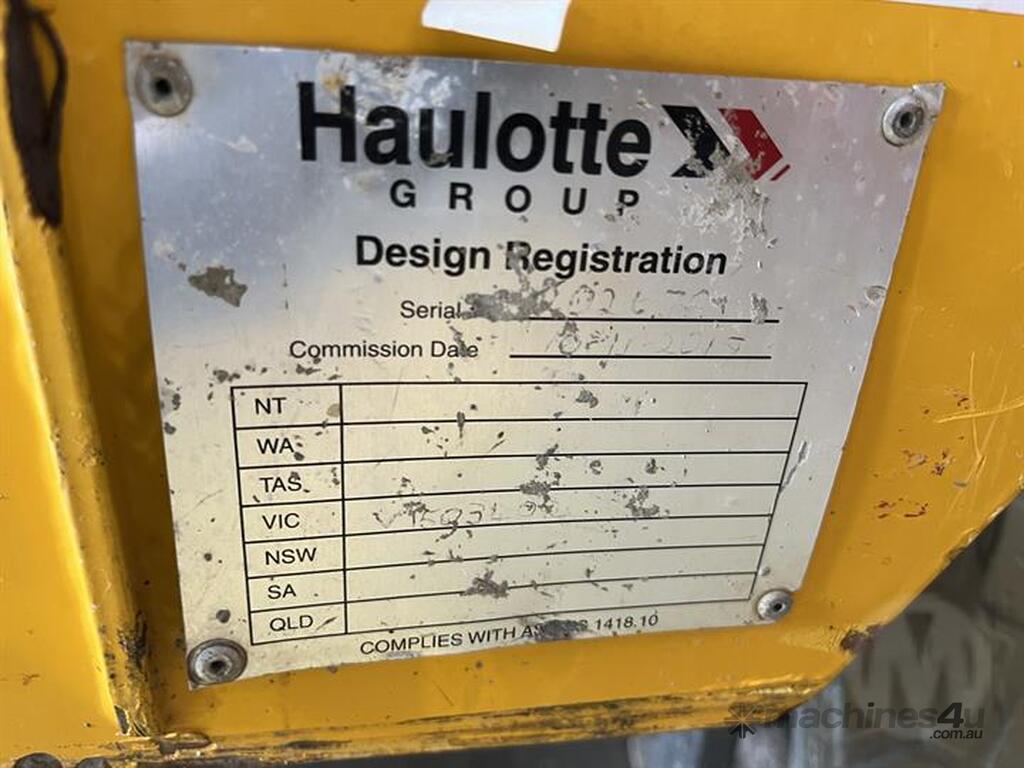 Haulotte
GROUP
Design Registration
Serial
Commission Date
NT
WA
TAS
VIC
NSW
SA
QLD
COMPLIES WITH 1418.10
machines4u
.com.au